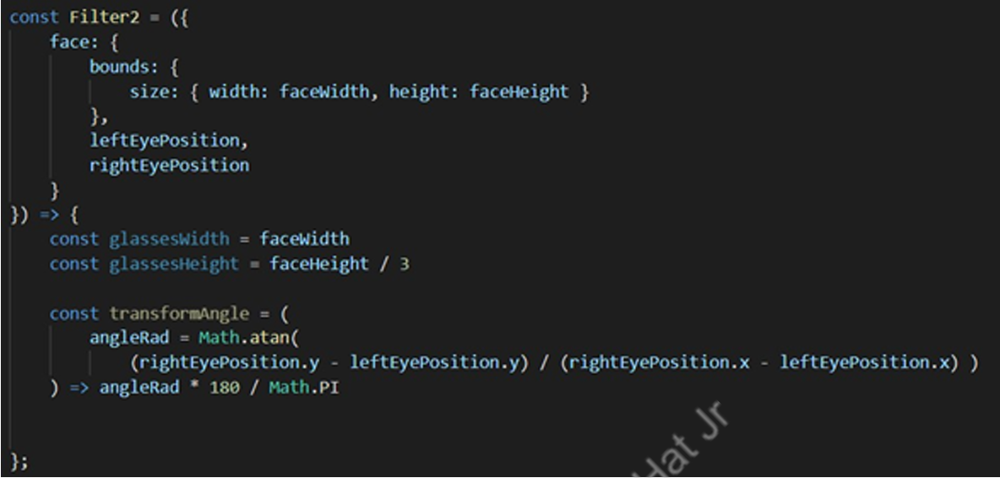 const Filter2 = ({
    face: {
        bounds: {
            size: { width: faceWidth, height: faceHeight }
        },
        leftEyePosition,
        rightEyePosition
    }
}) => {
    const glassesWidth = faceWidth
    const glassesHeight = faceHeight / 3
    const transformAngle = (
        angleRad = Math.atan(
            (rightEyePosition.y - leftEyePosition.y) / (rightEyePosition.x - leftEyePosition.x) )
    ) => angleRad * 180 / Math.PI
};
Hat Jr